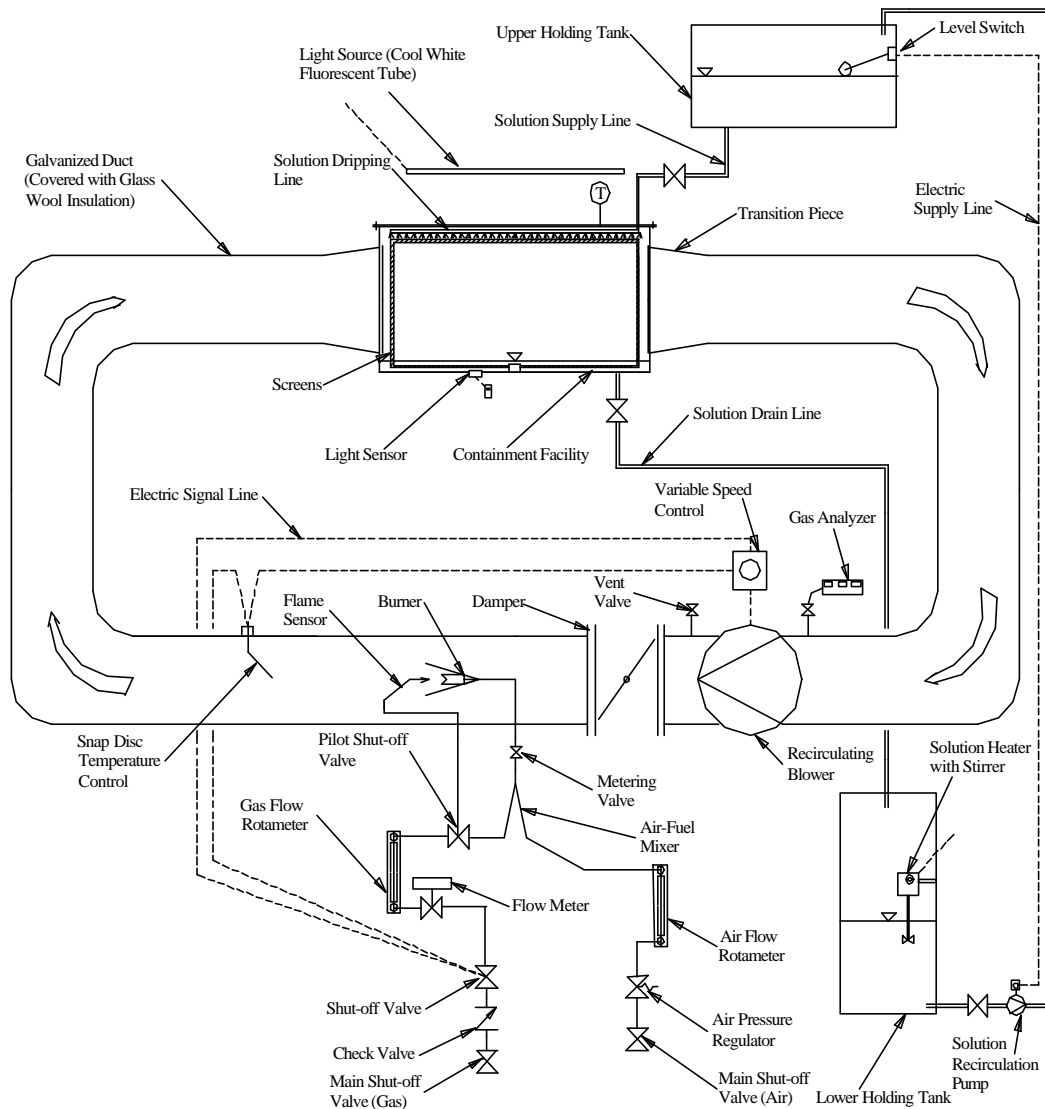 Upper Holding Tank
Level Switch
Light Source (Cool White
Fluorescent Tube)
Solution Supply Line
Galvanized Duct
(Covered with Glass
Wool Insulation)
Solution Dripping
Line
Electric
Supply Line
T
Transition Piece
Screens
Light Sensor
Containment Facility
Solution Drain Line
Electric Signal Line
Variable Speed
Control
Gas Analyzer
Flame
Sensor
Burner
Damper
Vent
Valve
Snap Disc
Temperature
Control
Pilot Shut-off
Valve
Metering
Valve
Recirculating
Blower
Solution Heater
with Stirrer
Gas Flow
Rotameter
Air-Fuel
Mixer
Flow Meter
Air Flow
Rotameter
Shut-off Valve
Air Pressure
Regulator
Check Valve
Main Shut-off
Valve (Gas)
Main Shut-off
Valve (Air)
Solution
Recirculation
Pump
Lower Holding Tank